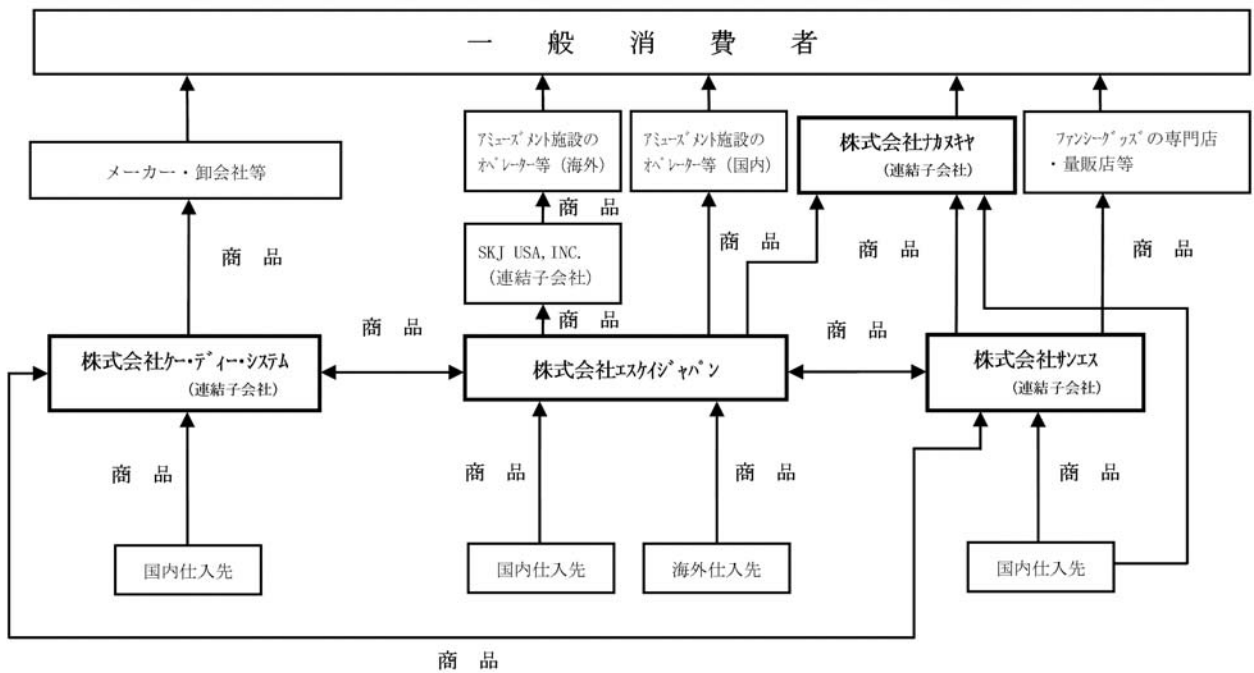 一　般　消　費　者
メーカー・卸会社等
ｱﾐｭｰｽﾞﾒﾝﾄ施設の
ｵﾍﾟﾚｰﾀｰ等（海外）
ｱﾐｭｰｽﾞﾒﾝﾄ施設の
ｵﾍﾟﾚｰﾀｰ等（国内）
株式会社ﾅｶﾇｷﾔ
（連結子会社）
ﾌｧﾝｼｰｸﾞｯｽﾞの専門店
・量販店等
商　品
SKJ USA, INC.
（連結子会社）
商　品
商　品
商　品
商　品
商　品
商　品
商　品
株式会社ｹｰ･ﾃﾞｨｰ･ｼｽﾃﾑ
（連結子会社）
株式会社ｴｽｹｲｼﾞｬﾊﾟﾝ
株式会社ｻﾝｴｽ
（連結子会社）
商　品
商　品
商　品
商　品
国内仕入先
国内仕入先
海外仕入先
国内仕入先
商　品